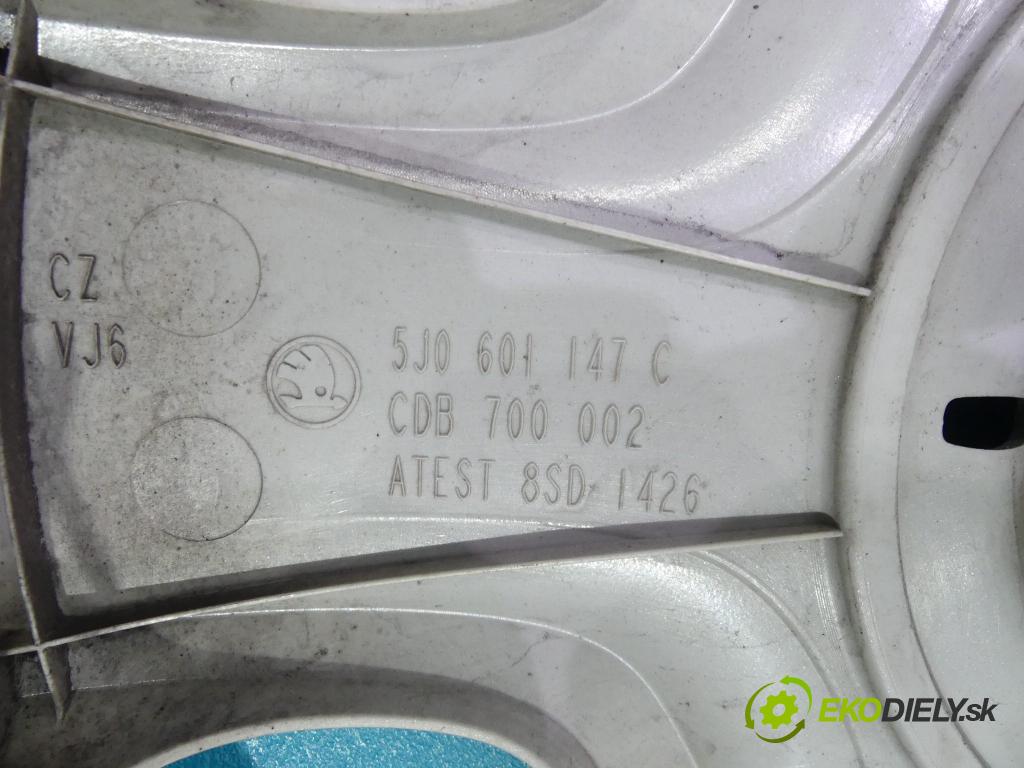 CZ
VJ6
5J0 601 147 C
CDB 700 002
ATEST 8SD 1426
EKODIELY.sk